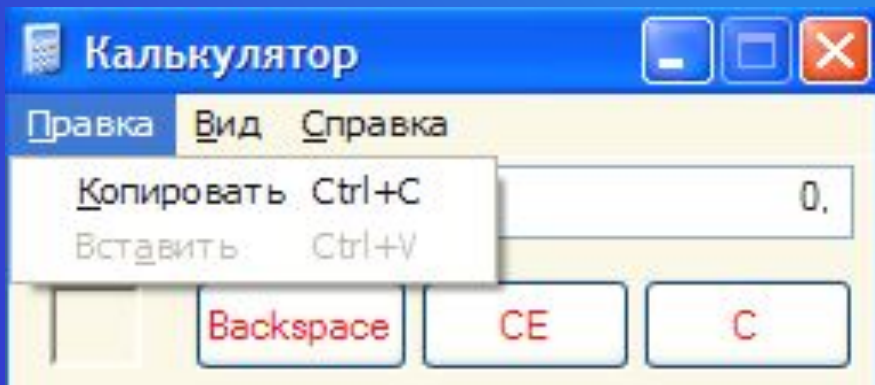 Калькулятор
Правка Вид Справка
Копировать Ctrl+C
0,
Вставить Ctrl+V
Backspace CE C